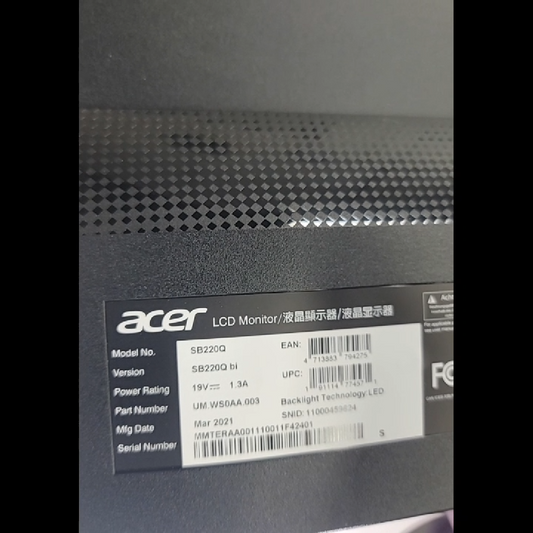 acer LCD Monitor/液晶顯示器/液晶显示器
Model No. SB220Q
Version SB220Q bi
Power Rating 19V⎓ 1.3A
Part Number UM.WS0AA.003
Mfg Date Mar 2021
Serial Number MMTERAA001110011F42401
EAN:
UPC:
Backlight Technology:LED
SNID:
S
FC